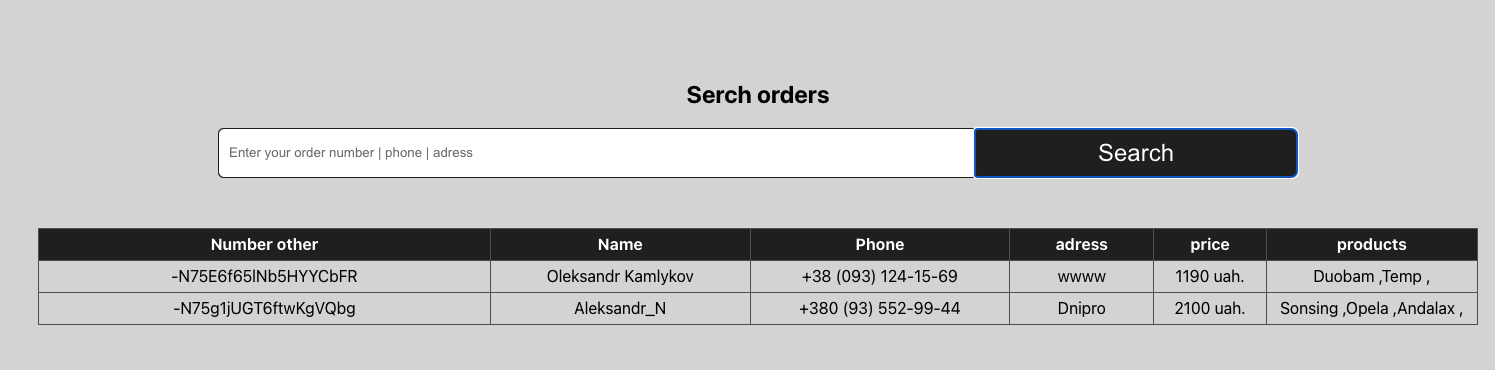 Serch orders
Enter your order number | phone | adress Search
Number other Name Phone adress price products
-N75E6f65lNb5HYYCbFR Oleksandr Kamlykov +38 (093) 124-15-69 wwww 1190 uah. Duobam ,Temp ,
-N75g1jUGT6ftwKgVQbg Aleksandr_N +380 (93) 552-99-44 Dnipro 2100 uah. Sonsing ,Opela ,Andalax ,